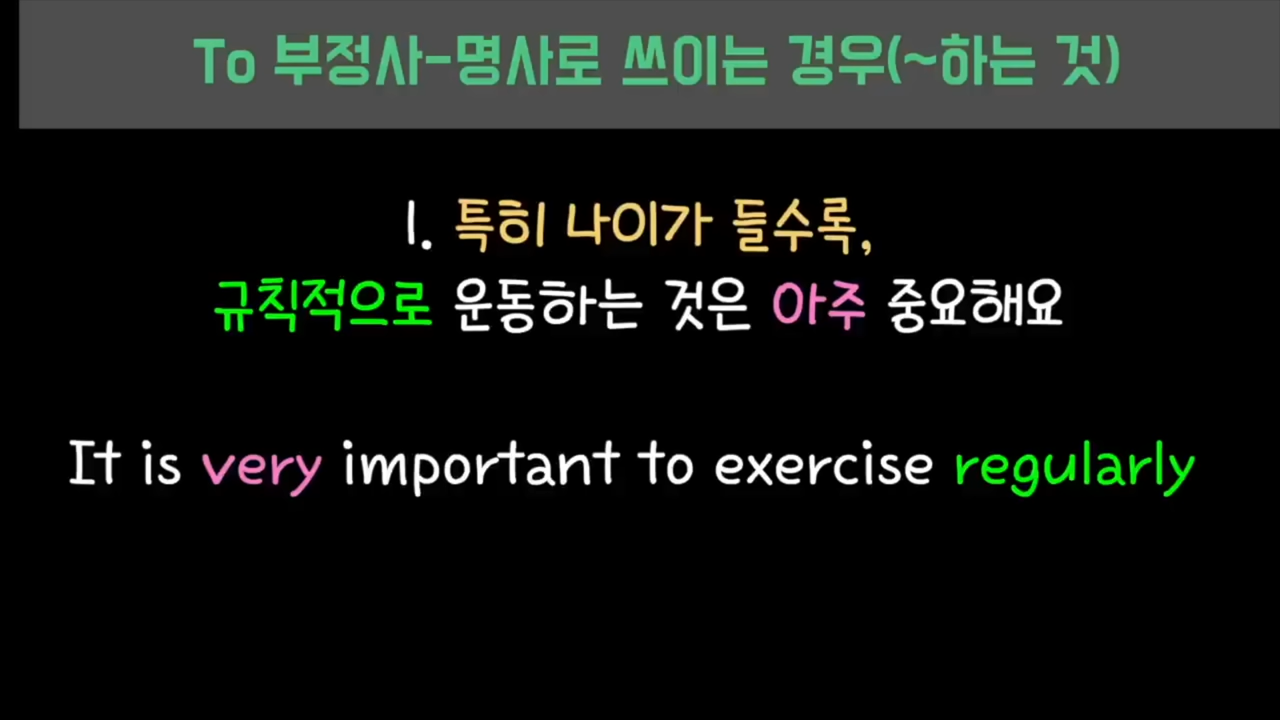 To 부정사-명사로 쓰이는 경우(~하는 것)
1. 특히 나이가 들수록,
규칙적으로 운동하는 것은 아주 중요해요
It is very important to exercise regularly